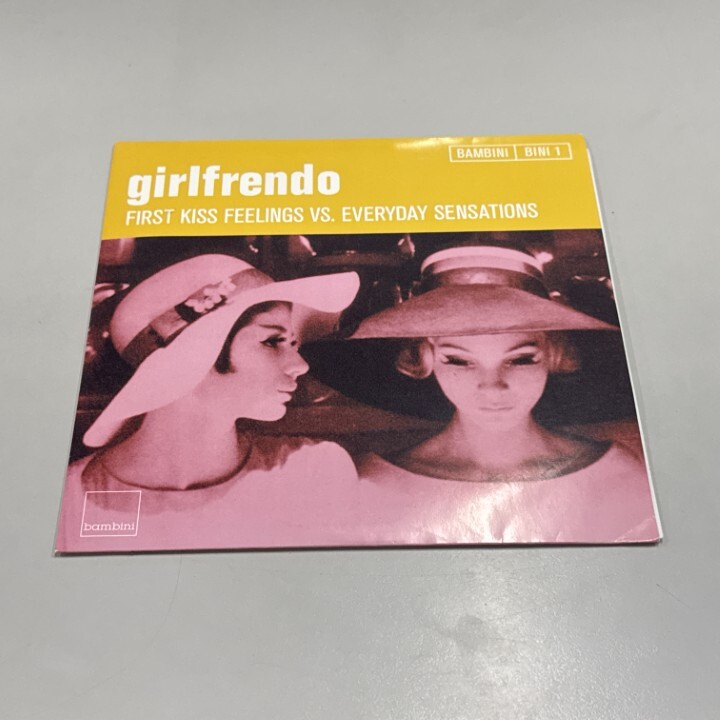 BAMBINI BINI 1
girlfrendo
FIRST KISS FEELINGS VS. EVERYDAY SENSATIONS
bambini